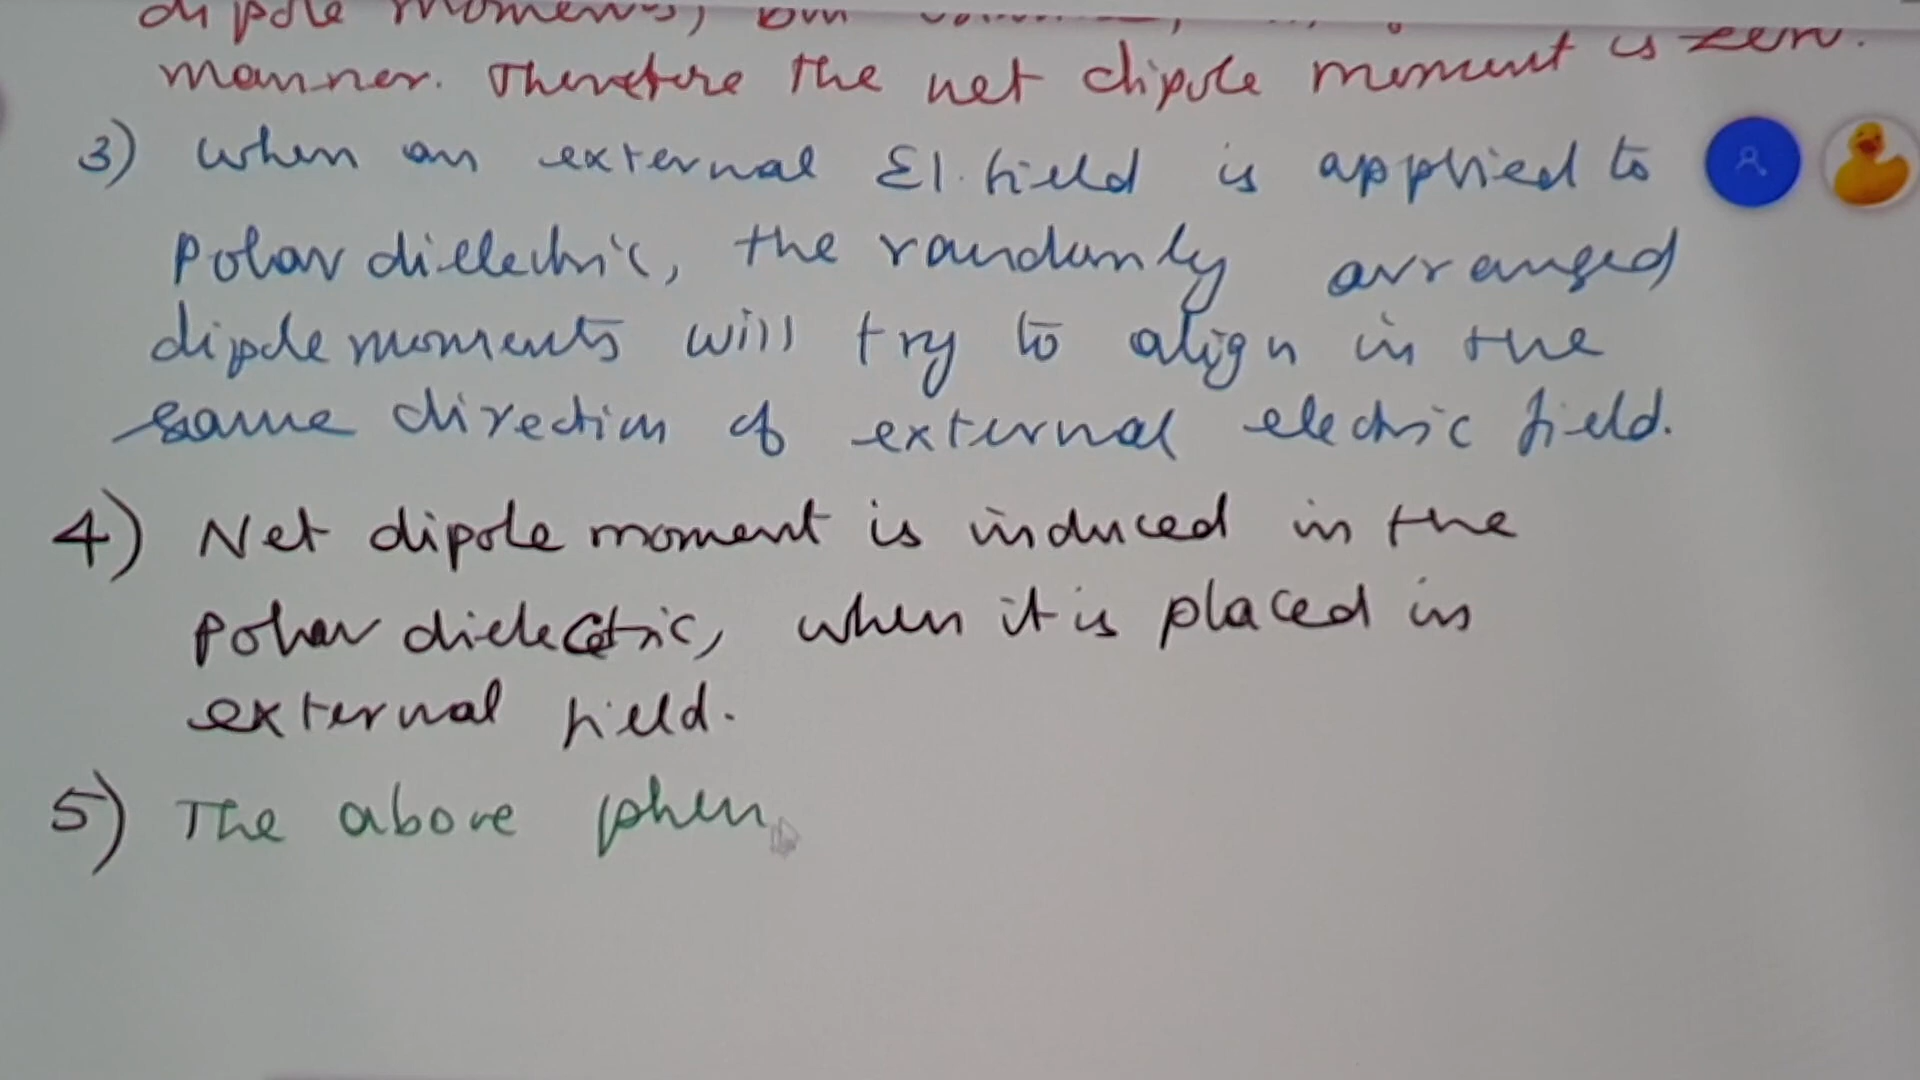 dipole moments, but
manner. Therefore the net dipole moment is zero.
3) when an external El. field is applied to
polar dielectric, the randomly arranged
dipole moments will try to align in the
same direction of external electric field.
4) Net dipole moment is induced in the
polar dielectric, when it is placed in
external field.
5) The above phen